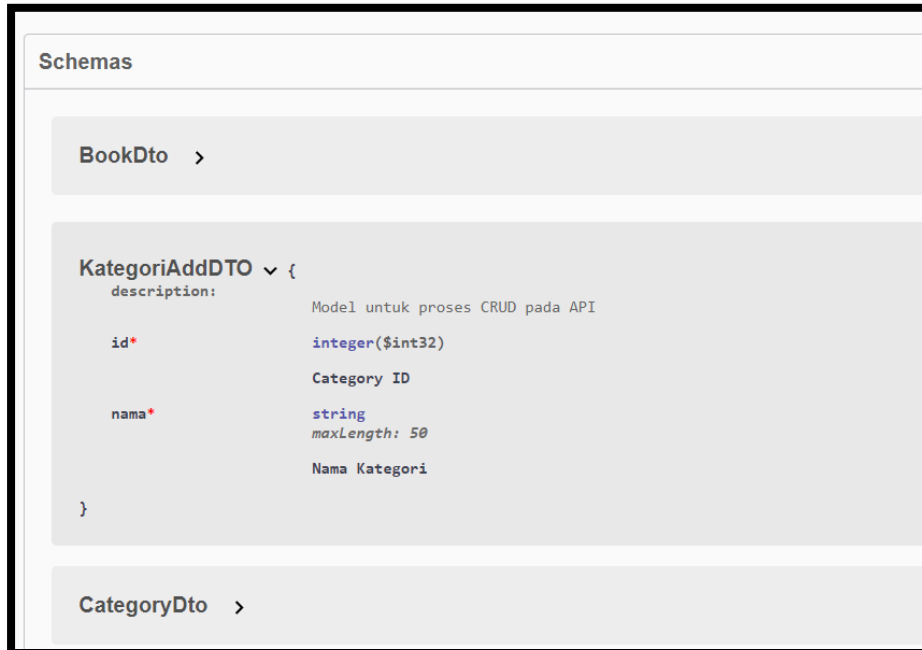 Schemas
BookDto
KategoriAddDTO {
description:
Model untuk proses CRUD pada API
id* integer($int32)
Category ID
nama* string
maxLength: 50
Nama Kategori
}
CategoryDto